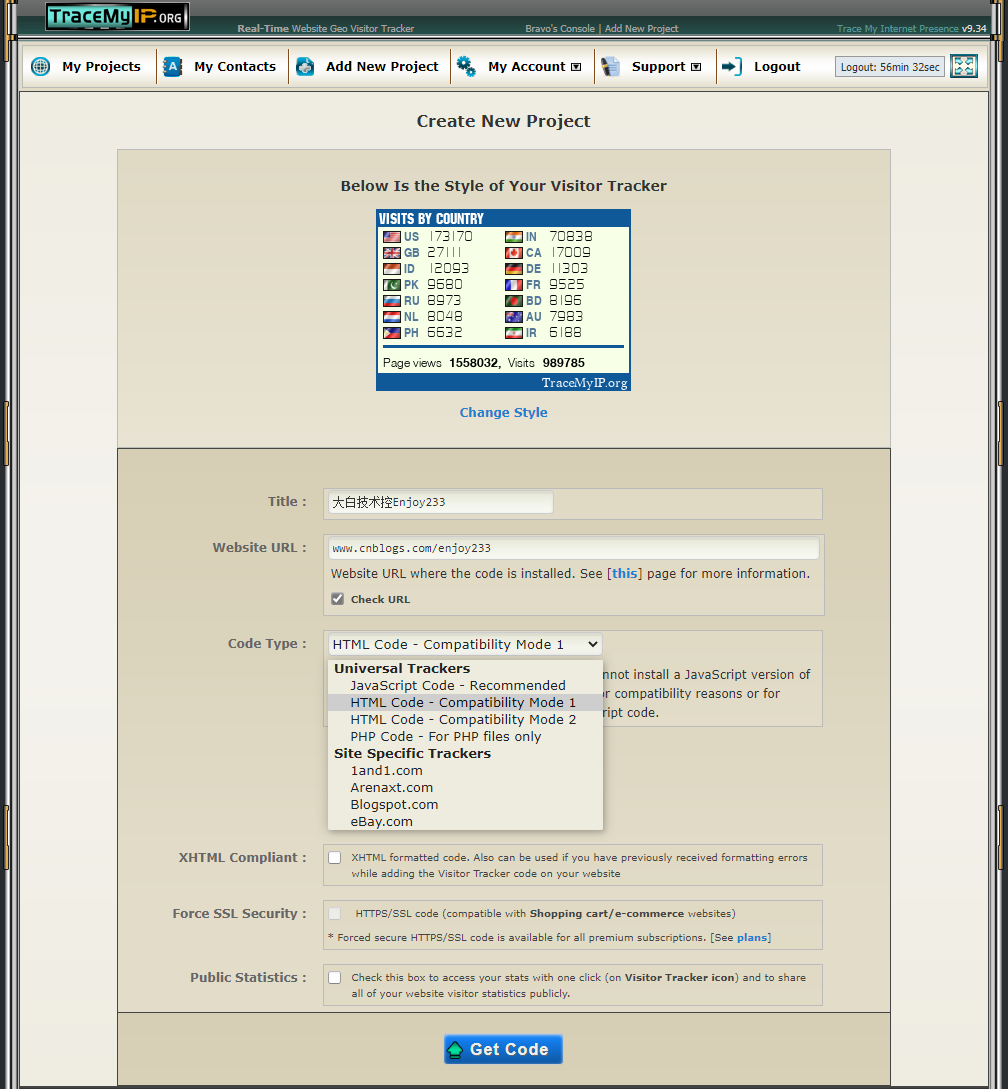 TraceMyIP.ORG
Real-Time Website Geo Visitor Tracker
Bravo's Console | Add New Project
Trace My Internet Presence v9.34
My Projects
My Contacts
Add New Project
My Account
Support
Logout
Logout: 56min 32sec
Create New Project
Below Is the Style of Your Visitor Tracker
VISITS BY COUNTRY
US 173170 IN 70838
GB 27111 CA 17009
ID 12093 DE 11303
PK 9680 FR 9525
RU 8973 BD 8195
NL 8048 AU 7983
PH 6632 IR 6188
Page views 1558032, Visits 989785
TraceMyIP.org
Change Style
Title :
大白技术控Enjoy233
Website URL :
www.cnblogs.com/enjoy233
Website URL where the code is installed. See [this] page for more information.
Check URL
Code Type :
HTML Code - Compatibility Mode 1
Universal Trackers
JavaScript Code - Recommended
HTML Code - Compatibility Mode 1
HTML Code - Compatibility Mode 2
PHP Code - For PHP files only
Site Specific Trackers
1and1.com
Arenaxt.com
Blogspot.com
eBay.com
nnot install a JavaScript version of
r compatibility reasons or for
ript code.
XHTML Compliant :
XHTML formatted code. Also can be used if you have previously received formatting errors
while adding the Visitor Tracker code on your website
Force SSL Security :
HTTPS/SSL code (compatible with Shopping cart/e-commerce websites)
* Forced secure HTTPS/SSL code is available for all premium subscriptions. [See plans]
Public Statistics :
Check this box to access your stats with one click (on Visitor Tracker icon) and to share
all of your website visitor statistics publicly.
Get Code